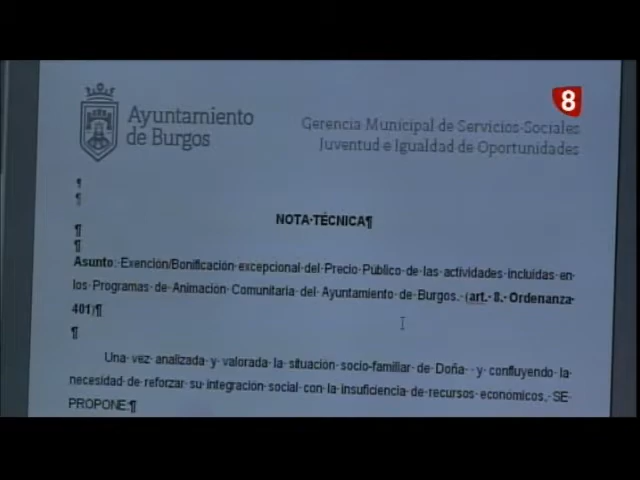 8
Ayuntamiento
de Burgos
Gerencia Municipal de Servicios Sociales
Juventud e Igualdad de Oportunidades
¶
¶
NOTA TÉCNICA¶
¶
¶
Asunto: Exención/Bonificación excepcional del Precio Público de las actividades incluidas en
los Programas de Animación Comunitaria del Ayuntamiento de Burgos. (art. 8. Ordenanza
401)¶
¶
Una vez analizada y valorada la situación socio-familiar de Doña y confluyendo la
necesidad de reforzar su integración social con la insuficiencia de recursos económicos, SE
PROPONE:¶